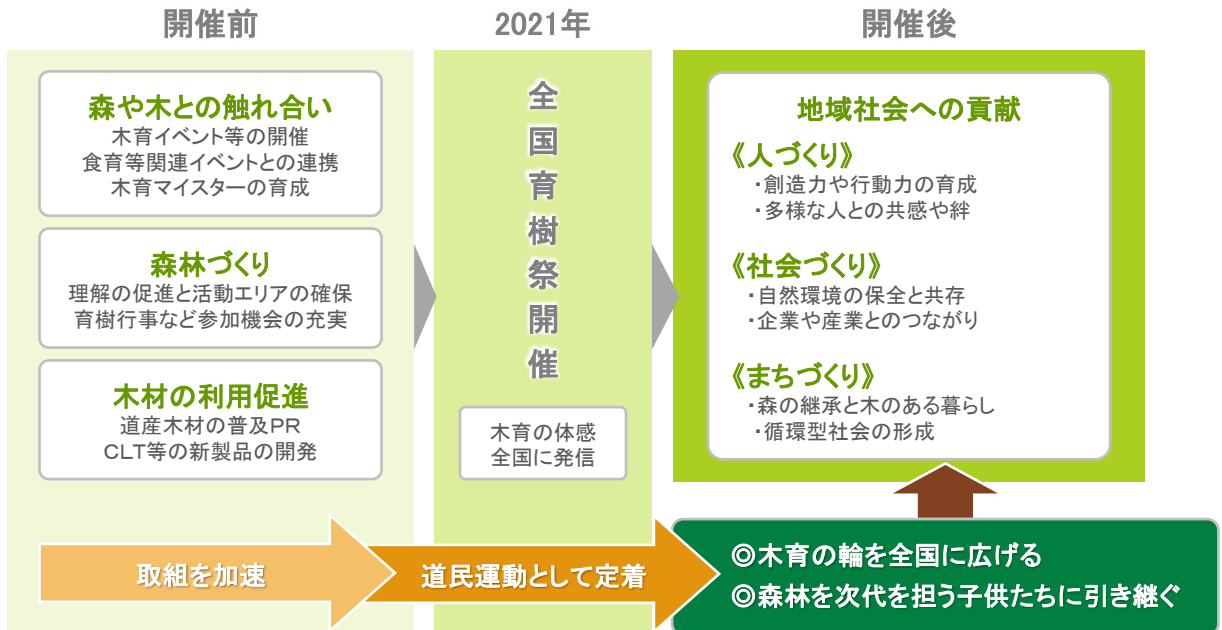 開催前
森や木との触れ合い
木育イベント等の開催
食育等関連イベントとの連携
木育マイスターの育成
森林づくり
理解の促進と活動エリアの確保
育樹行事など参加機会の充実
木材の利用促進
道産木材の普及PR
CLT等の新製品の開発
2021年
全国育樹祭開催
木育の体感
全国に発信
開催後
地域社会への貢献
《人づくり》
・創造力や行動力の育成
・多様な人との共感や絆
《社会づくり》
・自然環境の保全と共存
・企業や産業とのつながり
《まちづくり》
・森の継承と木のある暮らし
・循環型社会の形成
取組を加速
道民運動として定着
◎木育の輪を全国に広げる
◎森林を次代を担う子供たちに引き継ぐ